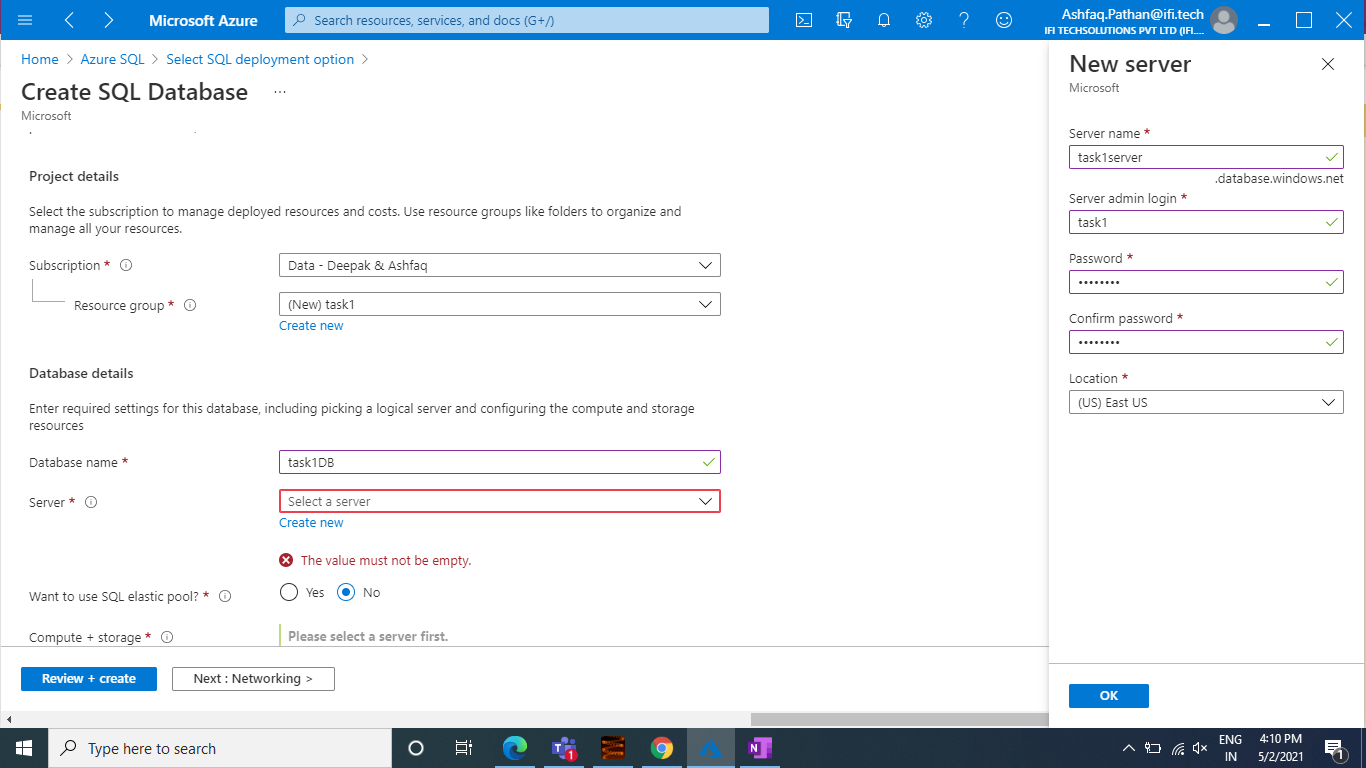 Microsoft Azure
Search resources, services, and docs (G+/)
Ashfaq.Pathan@ifi.tech
IFI TECHSOLUTIONS PVT LTD (IFI....
Home > Azure SQL > Select SQL deployment option >
Create SQL Database ...
Microsoft
Project details
Select the subscription to manage deployed resources and costs. Use resource groups like folders to organize and
manage all your resources.
Subscription *
Data - Deepak & Ashfaq
Resource group *
(New) task1
Create new
Database details
Enter required settings for this database, including picking a logical server and configuring the compute and storage
resources
Database name *
task1DB
Server *
Select a server
Create new
The value must not be empty.
Want to use SQL elastic pool? *
Yes No
Compute + storage *
Please select a server first.
Review + create
Next : Networking >
New server
Microsoft
Server name *
task1server
.database.windows.net
Server admin login *
task1
Password *
••••••••
Confirm password *
••••••••
Location *
(US) East US
OK
Type here to search
1
ENG
IN
4:10 PM
5/2/2021
1